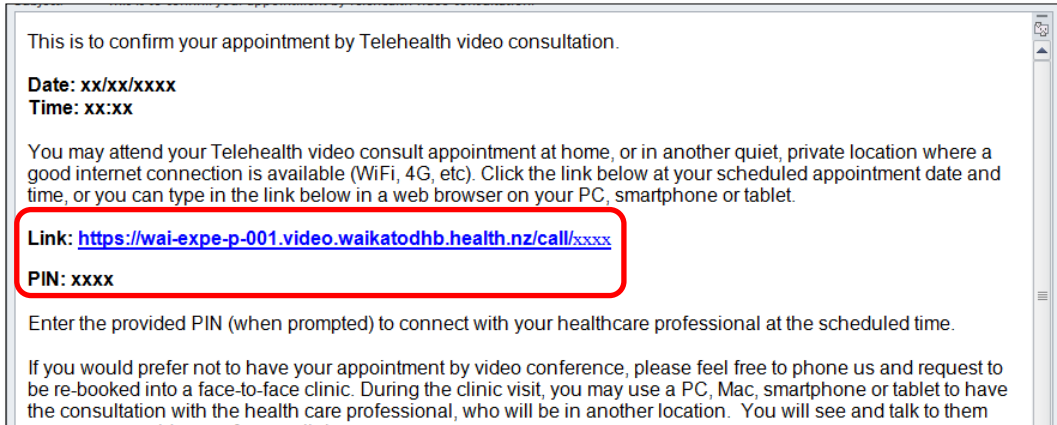 This is to confirm your appointment by Telehealth video consultation.
Date: xx/xx/xxxx
Time: xx:xx
You may attend your Telehealth video consult appointment at home, or in another quiet, private location where a
good internet connection is available (WiFi, 4G, etc). Click the link below at your scheduled appointment date and
time, or you can type in the link below in a web browser on your PC, smartphone or tablet.
Link: https://wai-expe-p-001.video.waikatodhb.health.nz/call/xxxx
PIN: xxxx
Enter the provided PIN (when prompted) to connect with your healthcare professional at the scheduled time.
If you would prefer not to have your appointment by video conference, please feel free to phone us and request to
be re-booked into a face-to-face clinic. During the clinic visit, you may use a PC, Mac, smartphone or tablet to have
the consultation with the health care professional, who will be in another location.  You will see and talk to them